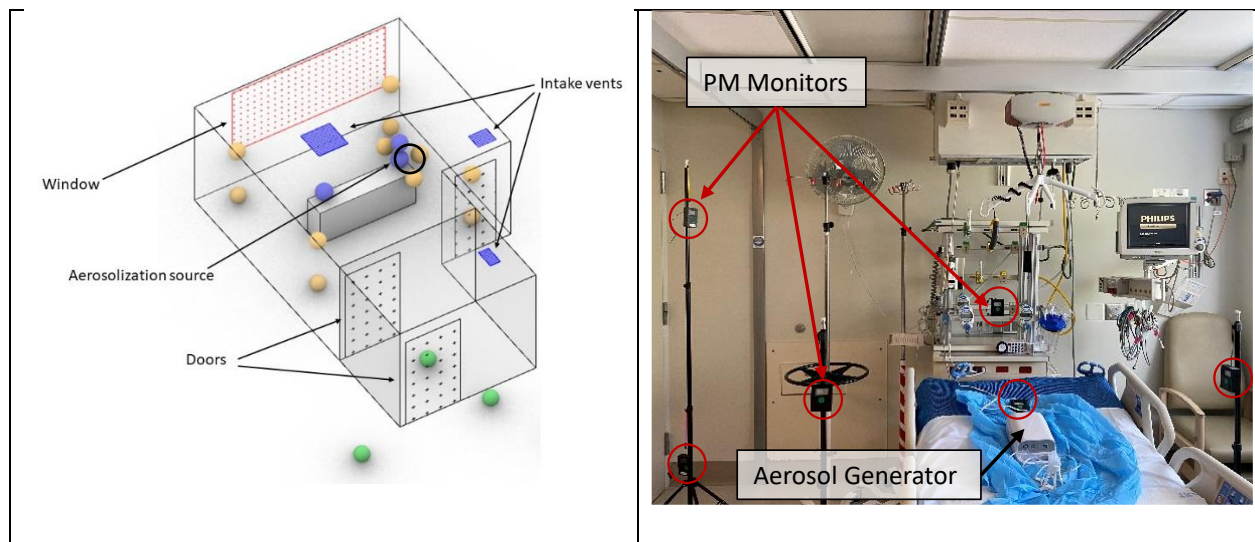 Intake vents
Window
Aerosolization source
Doors
PM Monitors
PHILIPS
Aerosol Generator